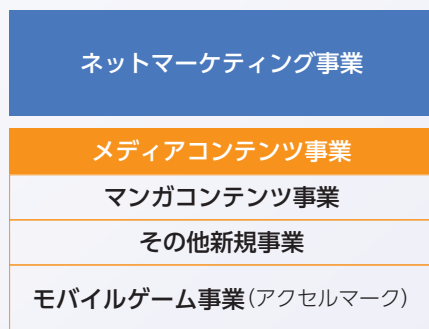 ネットマーケティング事業
メディアコンテンツ事業
マンガコンテンツ事業
その他新規事業
モバイルゲーム事業(アクセルマーク)